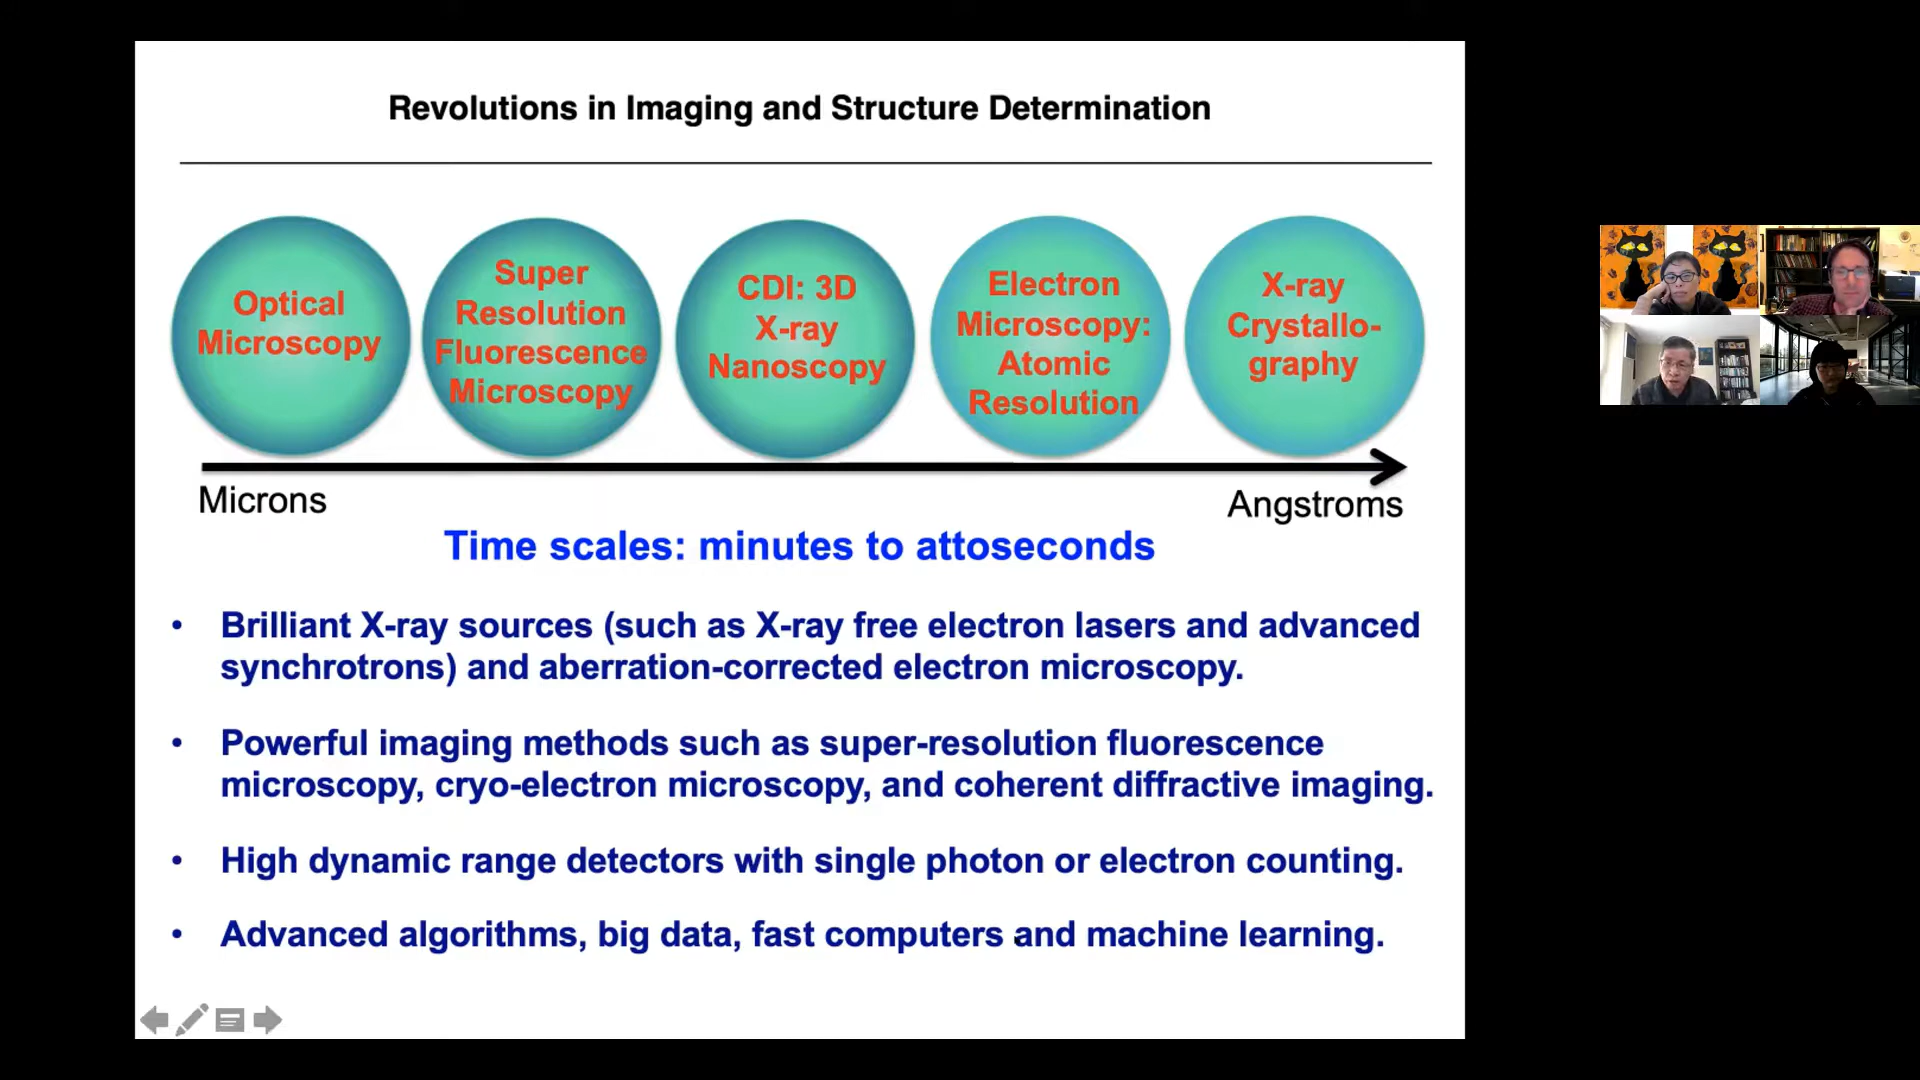 Revolutions in Imaging and Structure Determination
Optical
Microscopy
Super
Resolution
Fluorescence
Microscopy
CDI: 3D
X-ray
Nanoscopy
Electron
Microscopy:
Atomic
Resolution
X-ray
Crystallo-
graphy
Microns
Angstroms
Time scales: minutes to attoseconds
• Brilliant X-ray sources (such as X-ray free electron lasers and advanced
synchrotrons) and aberration-corrected electron microscopy.
• Powerful imaging methods such as super-resolution fluorescence
microscopy, cryo-electron microscopy, and coherent diffractive imaging.
• High dynamic range detectors with single photon or electron counting.
• Advanced algorithms, big data, fast computers and machine learning.